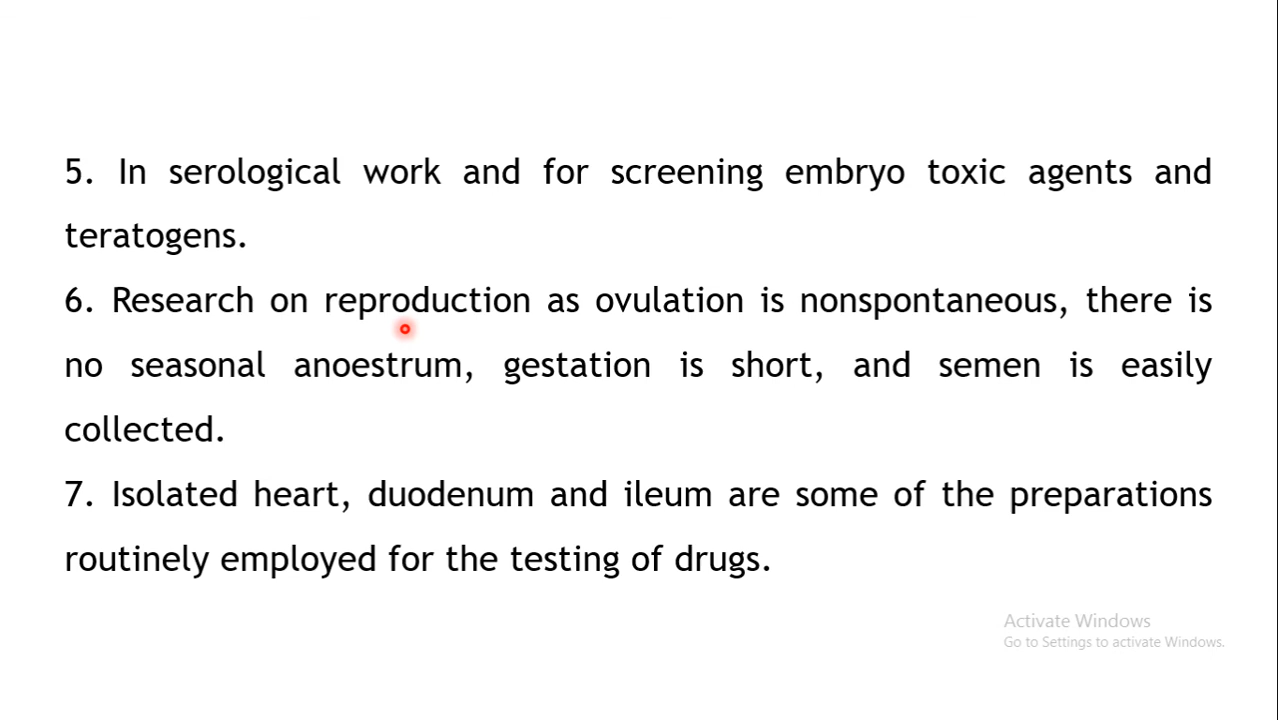 5. In serological work and for screening embryo toxic agents and
teratogens.
6. Research on reproduction as ovulation is nonspontaneous, there is
no seasonal anoestrum, gestation is short, and semen is easily
collected.
7. Isolated heart, duodenum and ileum are some of the preparations
routinely employed for the testing of drugs.
Activate Windows
Go to Settings to activate Windows.